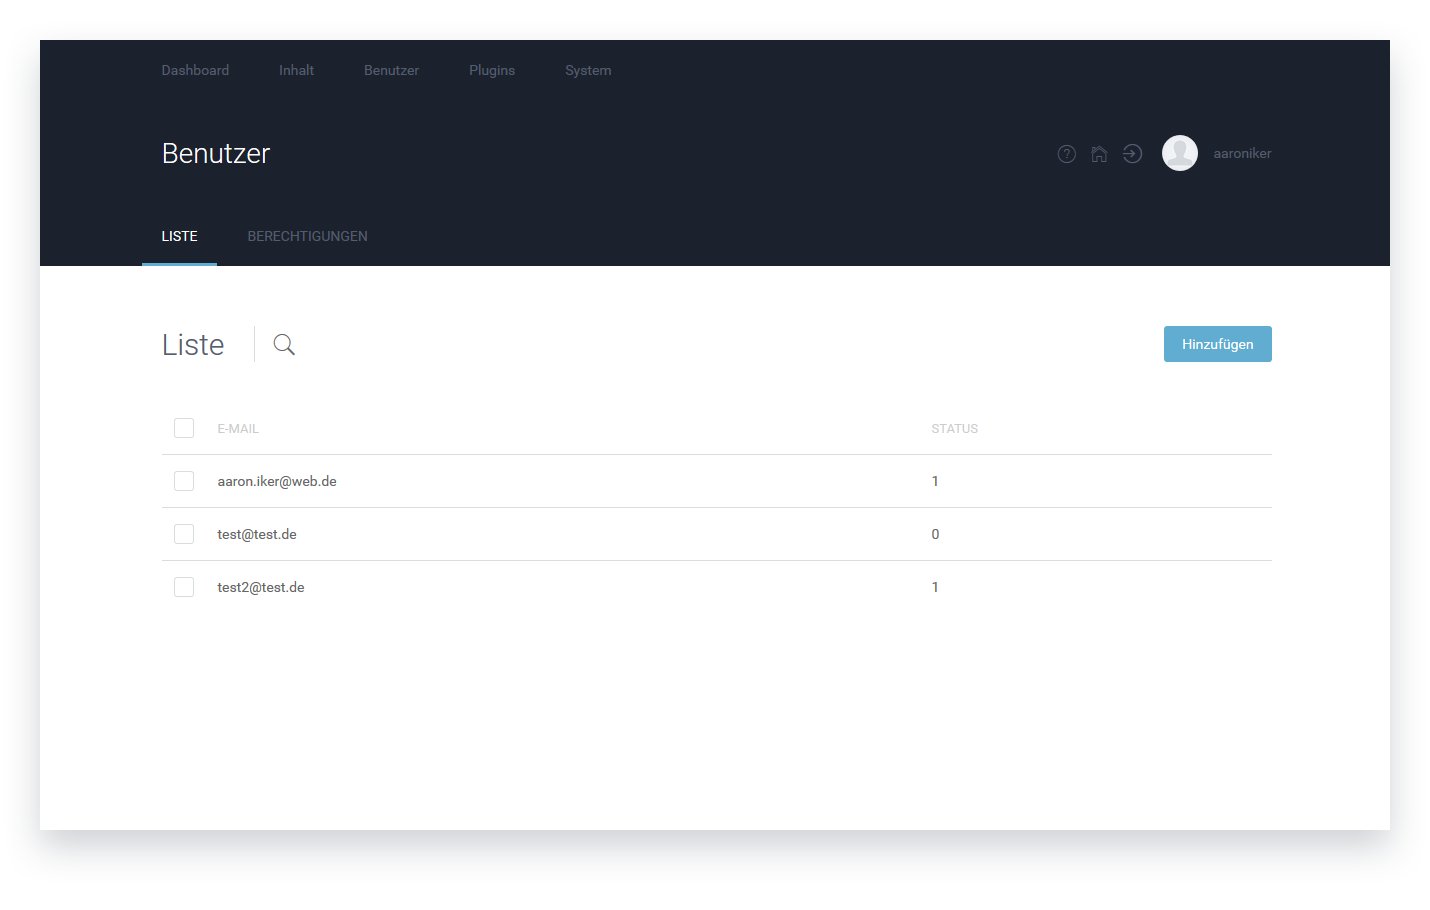 Dashboard Inhalt Benutzer Plugins System
Benutzer
? aaroniker
LISTE BERECHTIGUNGEN
Liste
Hinzufügen
E-MAIL STATUS
aaron.iker@web.de 1
test@test.de 0
test2@test.de 1